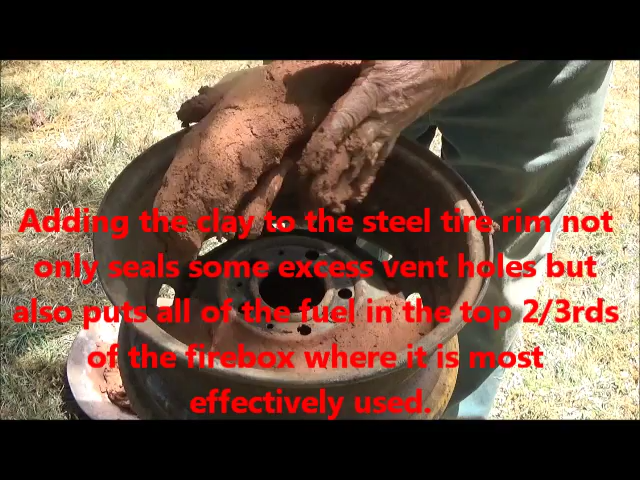 Adding the clay to the steel tire rim not
only seals some excess vent holes but
also puts all of the fuel in the top 2/3rds
of the firebox where it is most
effectively used.